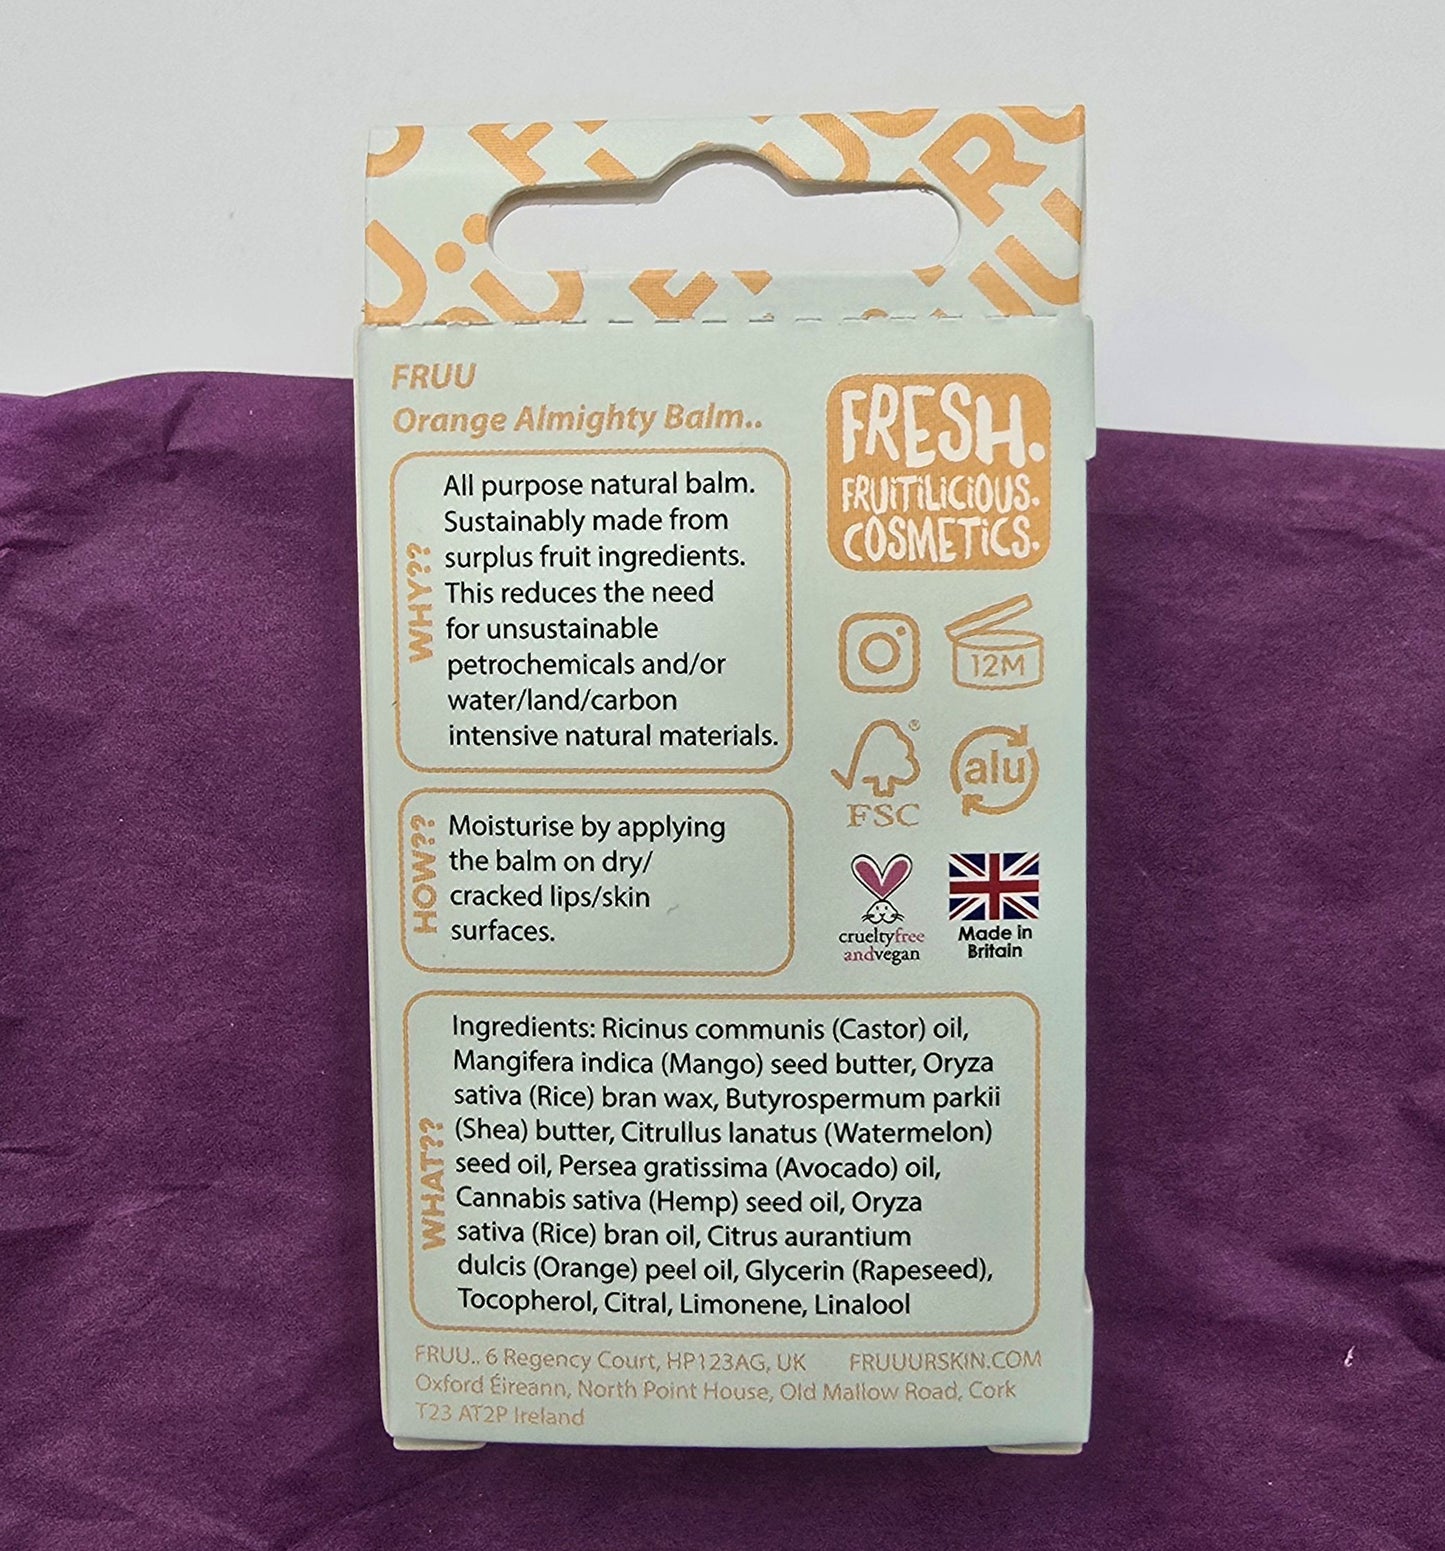 FRUU
Orange Almighty Balm..
WHY??
All purpose natural balm.
Sustainably made from
surplus fruit ingredients.
This reduces the need
for unsustainable
petrochemicals and/or
water/land/carbon
intensive natural materials.
HOW??
Moisturise by applying
the balm on dry/
cracked lips/skin
surfaces.
FRESH.
FRUiTiLiCiOUS.
COSMETiCS.
12M
®
FSC
alu
crueltyfree
andvegan
Made in
Britain
WHAT??
Ingredients: Ricinus communis (Castor) oil,
Mangifera indica (Mango) seed butter, Oryza
sativa (Rice) bran wax, Butyrospermum parkii
(Shea) butter, Citrullus lanatus (Watermelon)
seed oil, Persea gratissima (Avocado) oil,
Cannabis sativa (Hemp) seed oil, Oryza
sativa (Rice) bran oil, Citrus aurantium
dulcis (Orange) peel oil, Glycerin (Rapeseed),
Tocopherol, Citral, Limonene, Linalool
FRUU.. 6 Regency Court, HP123AG, UK FRUUURSKIN.COM
Oxford Éireann, North Point House, Old Mallow Road, Cork
T23 AT2P Ireland